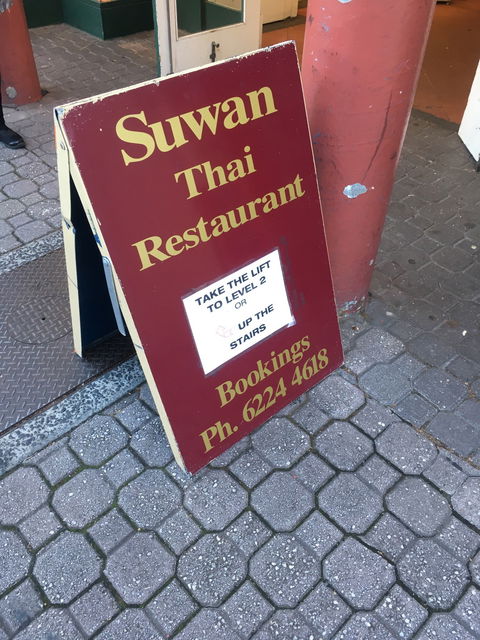 Suwan
Thai
Restaurant
TAKE THE LIFT
TO LEVEL 2
OR
UP THE
STAIRS
Bookings
Ph. 6224 4618